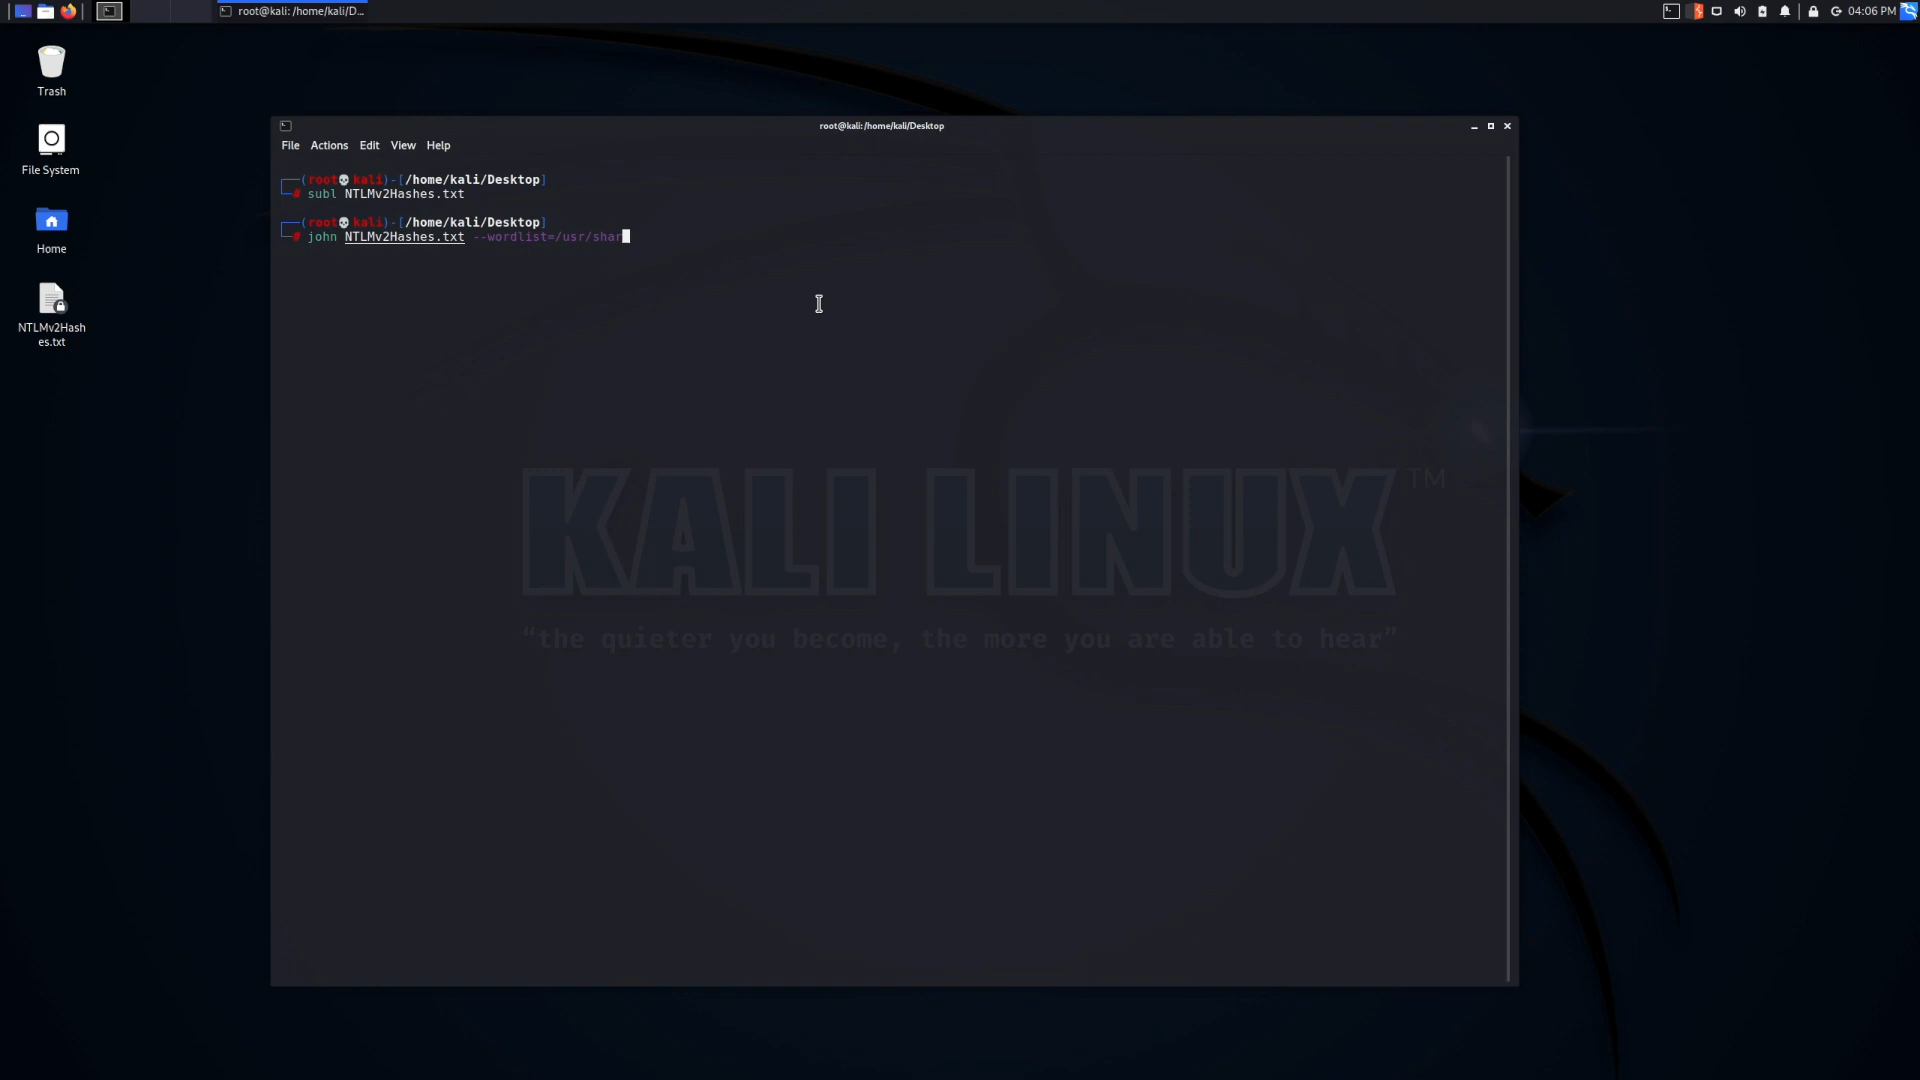 root@kali: /home/kali/D...
04:06 PM
Trash
File System
Home
NTLMv2Hash
es.txt
root@kali: /home/kali/Desktop
File Actions Edit View Help
┌──(root💀kali)-[/home/kali/Desktop]
└─# subl NTLMv2Hashes.txt
┌──(root💀kali)-[/home/kali/Desktop]
└─# john NTLMv2Hashes.txt --wordlist=/usr/shar
KALI LINUX™
“the quieter you become, the more you are able to hear”